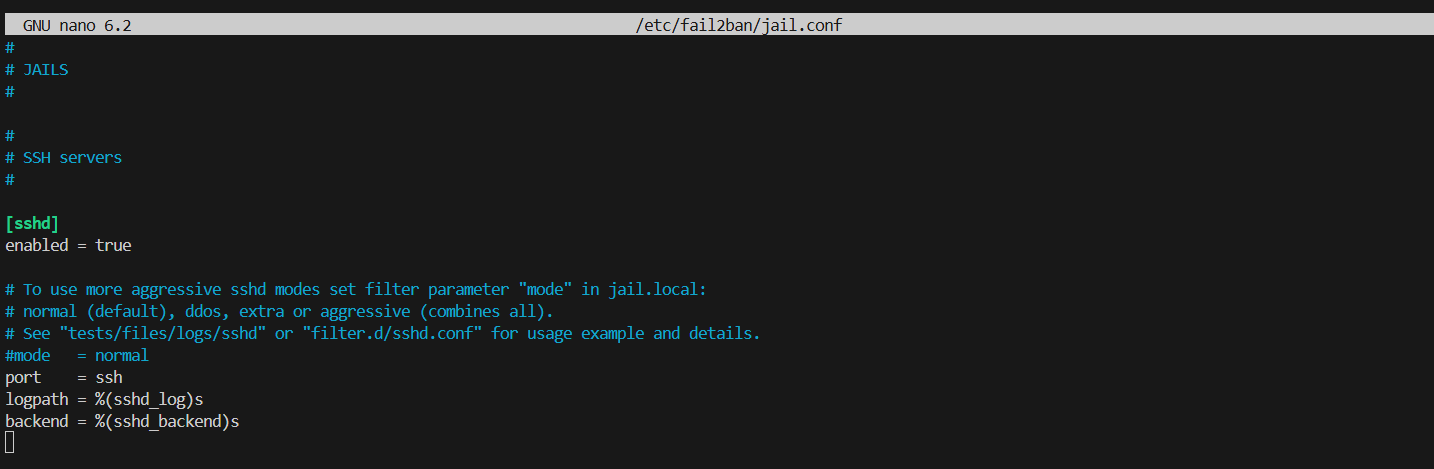 GNU nano 6.2 /etc/fail2ban/jail.conf
#
# JAILS
#
#
# SSH servers
#
[sshd]
enabled = true
# To use more aggressive sshd modes set filter parameter "mode" in jail.local:
# normal (default), ddos, extra or aggressive (combines all).
# See "tests/files/logs/sshd" or "filter.d/sshd.conf" for usage example and details.
#mode   = normal
port    = ssh
logpath = %(sshd_log)s
backend = %(sshd_backend)s